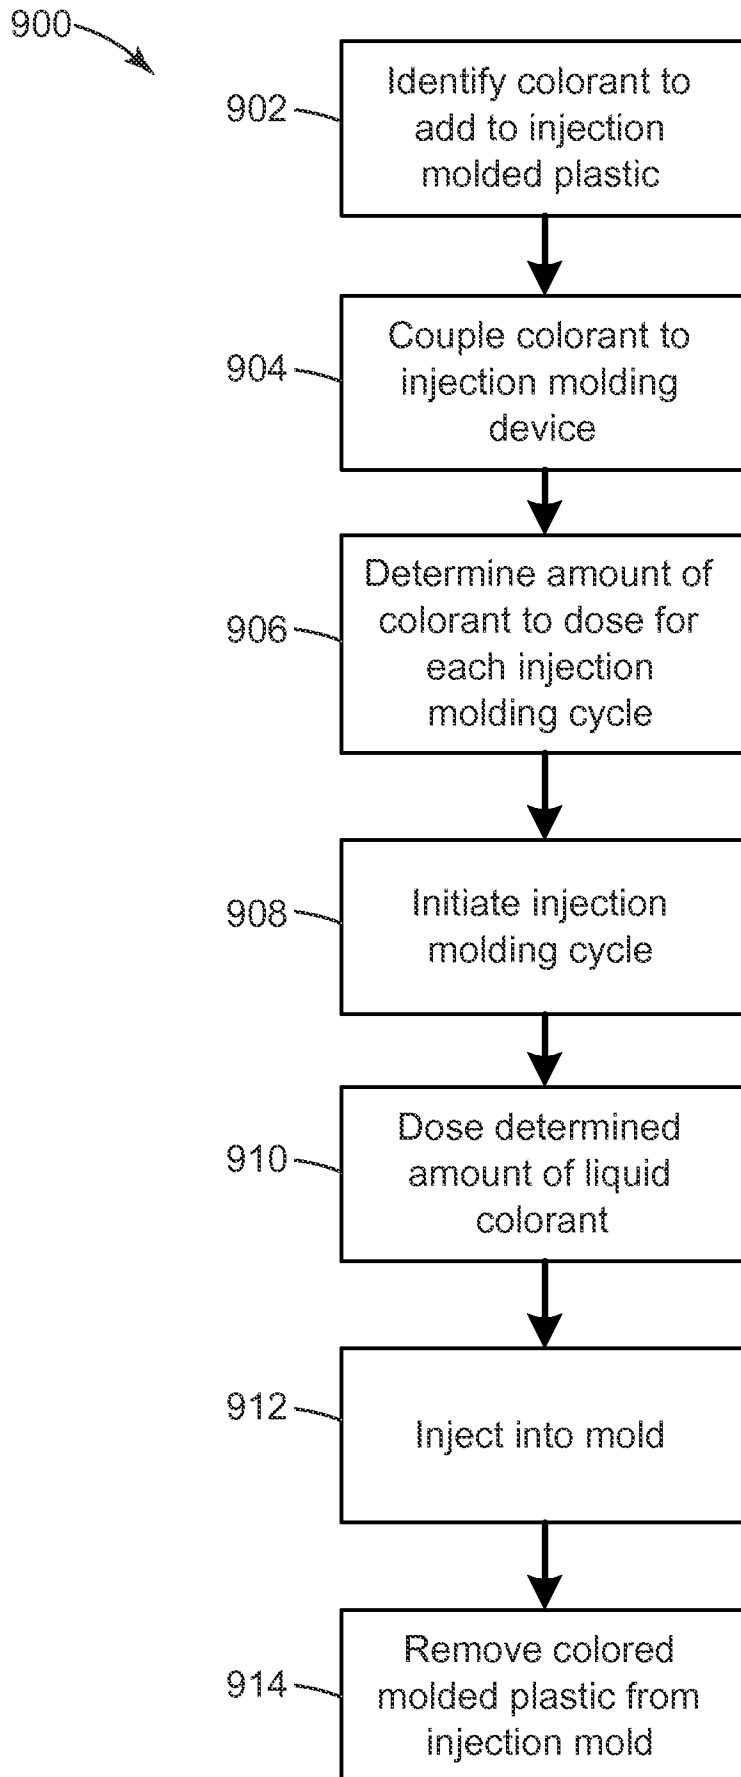 900
902
Identify colorant to
add to injection
molded plastic
904
Couple colorant to
injection molding
device
906
Determine amount of
colorant to dose for
each injection
molding cycle
908
Initiate injection
molding cycle
910
Dose determined
amount of liquid
colorant
912
Inject into mold
914
Remove colored
molded plastic from
injection mold